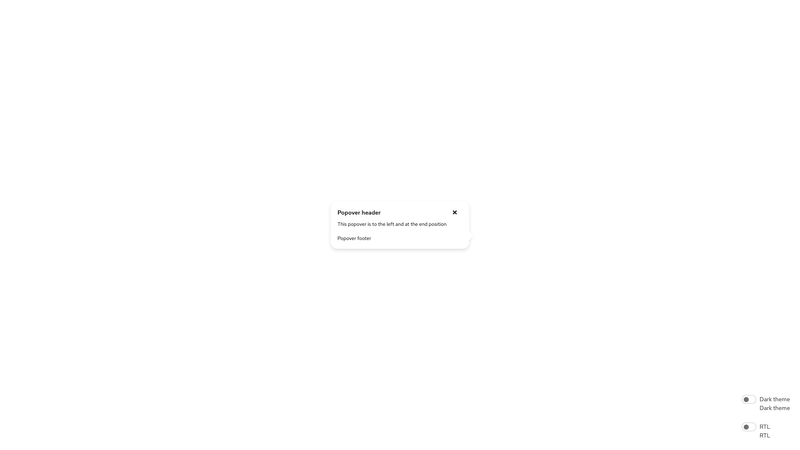 Popover header
This popover is to the left and at the end position
Popover footer
Dark theme
Dark theme
RTL
RTL